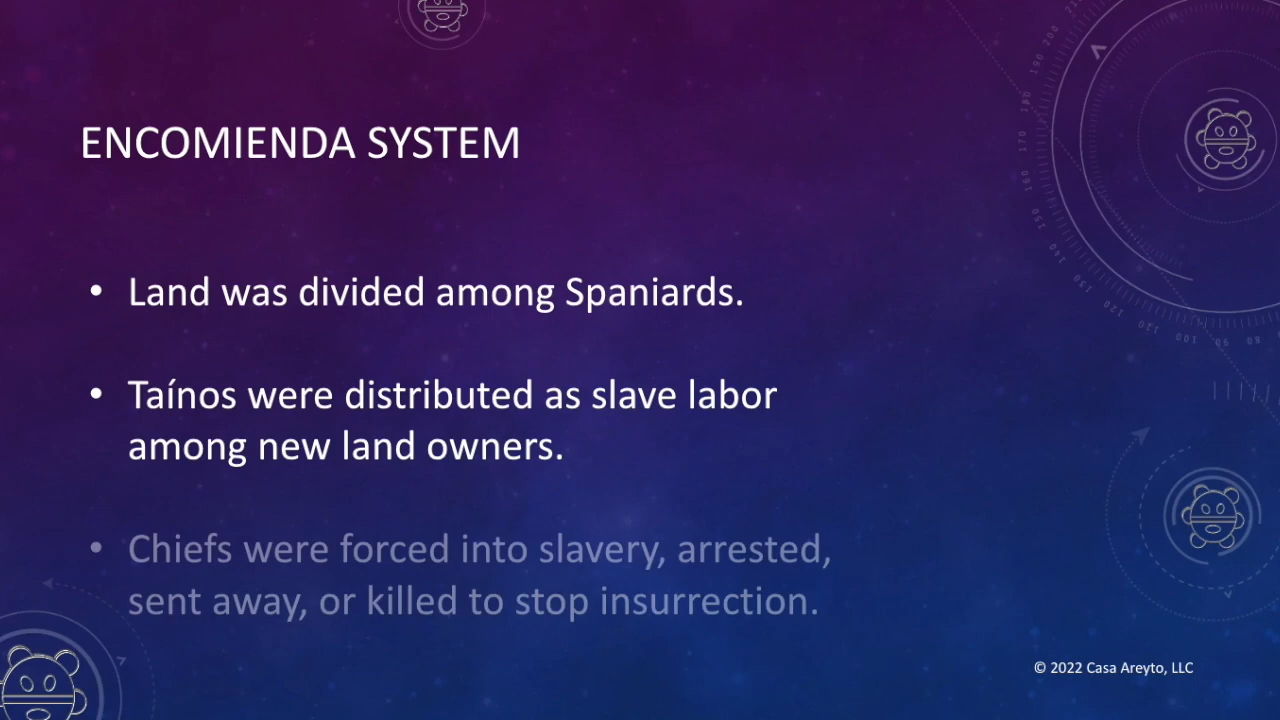 ENCOMIENDA SYSTEM
• Land was divided among Spaniards.
• Taínos were distributed as slave labor
among new land owners.
• Chiefs were forced into slavery, arrested,
sent away, or killed to stop insurrection.
© 2022 Casa Areyto, LLC